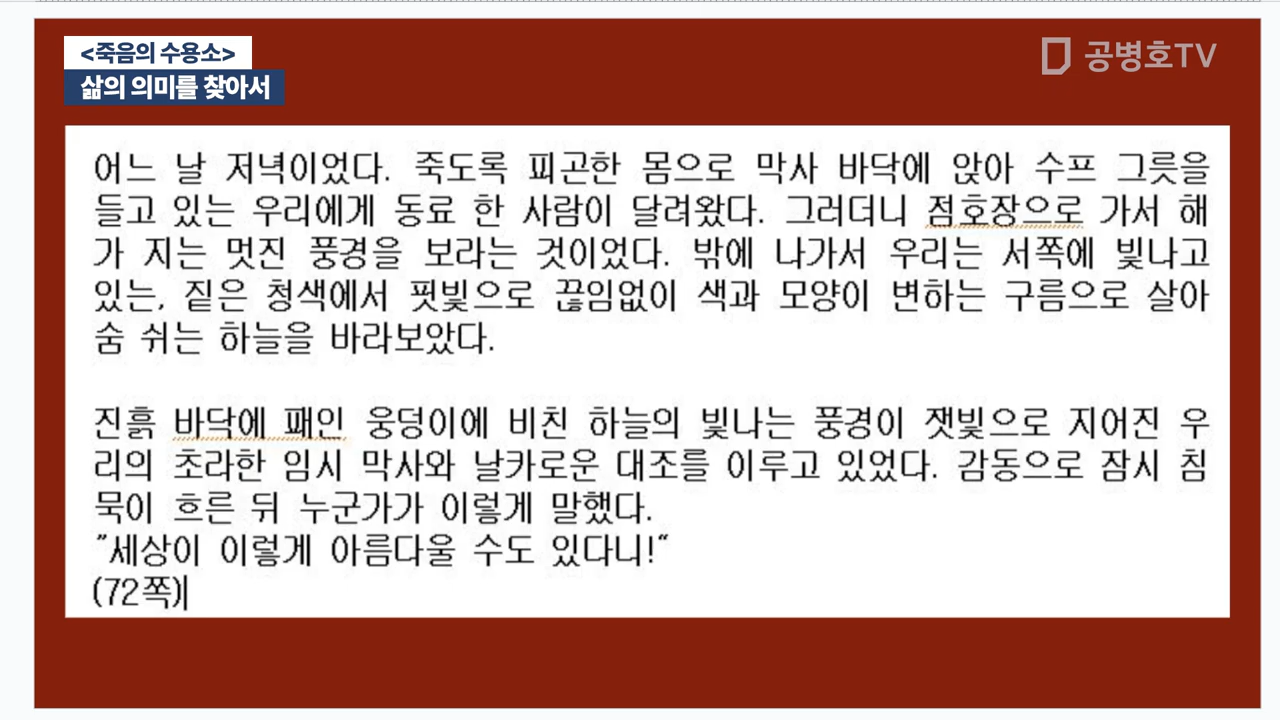 <죽음의 수용소>
삶의 의미를 찾아서
공병호TV
어느 날 저녁이었다. 죽도록 피곤한 몸으로 막사 바닥에 앉아 수프 그릇을
들고 있는 우리에게 동료 한 사람이 달려왔다. 그러더니 점호장으로 가서 해
가 지는 멋진 풍경을 보라는 것이었다. 밖에 나가서 우리는 서쪽에 빛나고
있는, 짙은 청색에서 핏빛으로 끊임없이 색과 모양이 변하는 구름으로 살아
숨 쉬는 하늘을 바라보았다.
진흙 바닥에 패인 웅덩이에 비친 하늘의 빛나는 풍경이 잿빛으로 지어진 우
리의 초라한 임시 막사와 날카로운 대조를 이루고 있었다. 감동으로 잠시 침
묵이 흐른 뒤 누군가가 이렇게 말했다.
"세상이 이렇게 아름다울 수도 있다니!"
(72쪽)